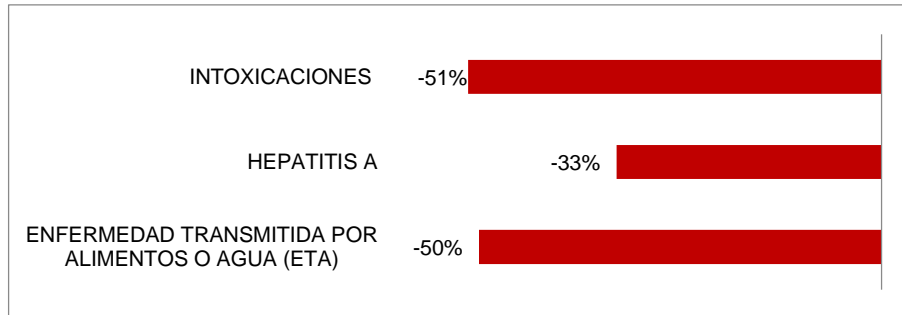 INTOXICACIONES -51%
HEPATITIS A -33%
ENFERMEDAD TRANSMITIDA POR
ALIMENTOS O AGUA (ETA) -50%